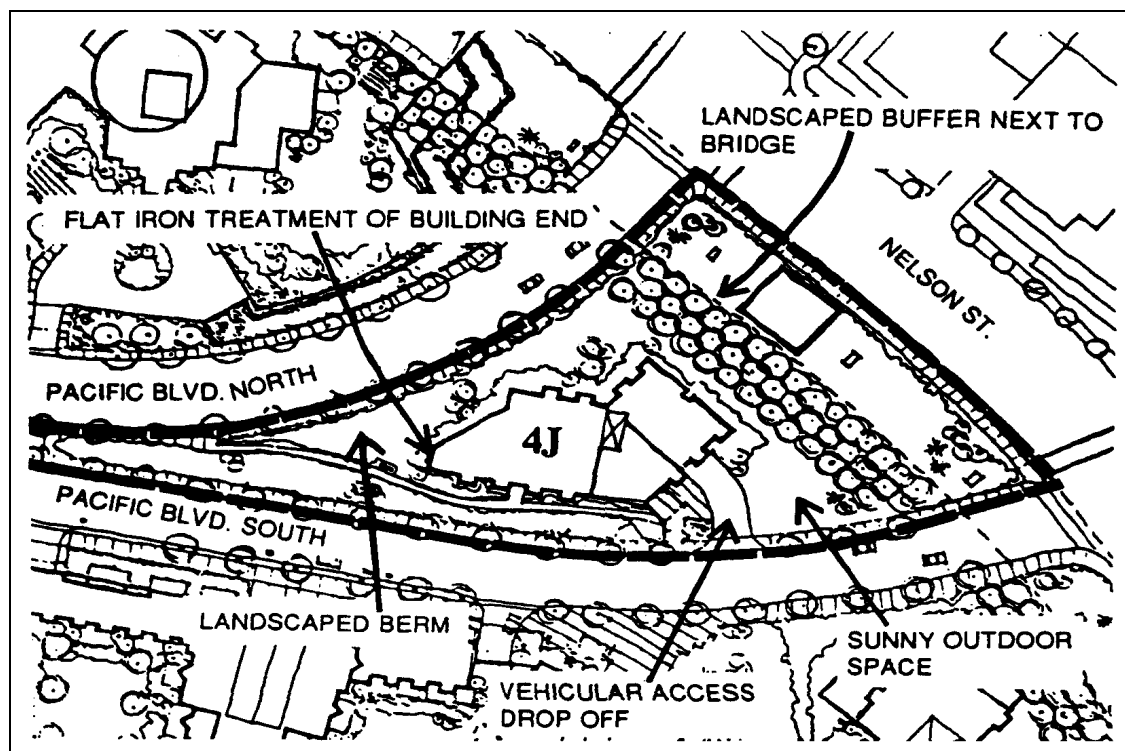 LANDSCAPED BUFFER NEXT TO
BRIDGE
FLAT IRON TREATMENT OF BUILDING END
NELSON ST.
PACIFIC BLVD. NORTH
4J
PACIFIC BLVD. SOUTH
LANDSCAPED BERM
SUNNY OUTDOOR
SPACE
VEHICULAR ACCESS
DROP OFF